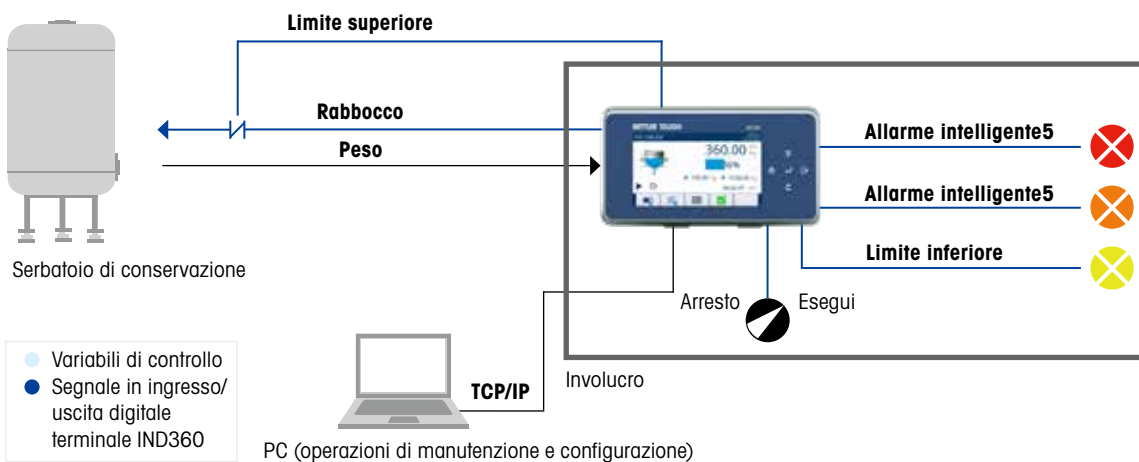 Limite superiore
Rabbocco
Peso
METTLER TOLEDO
360.00
Allarme intelligente5
Allarme intelligente5
Limite inferiore
Serbatoio di conservazione
Arresto
Esegui
Variabili di controllo
Segnale in ingresso/
uscita digitale
terminale IND360
TCP/IP
Involucro
PC (operazioni di manutenzione e configurazione)